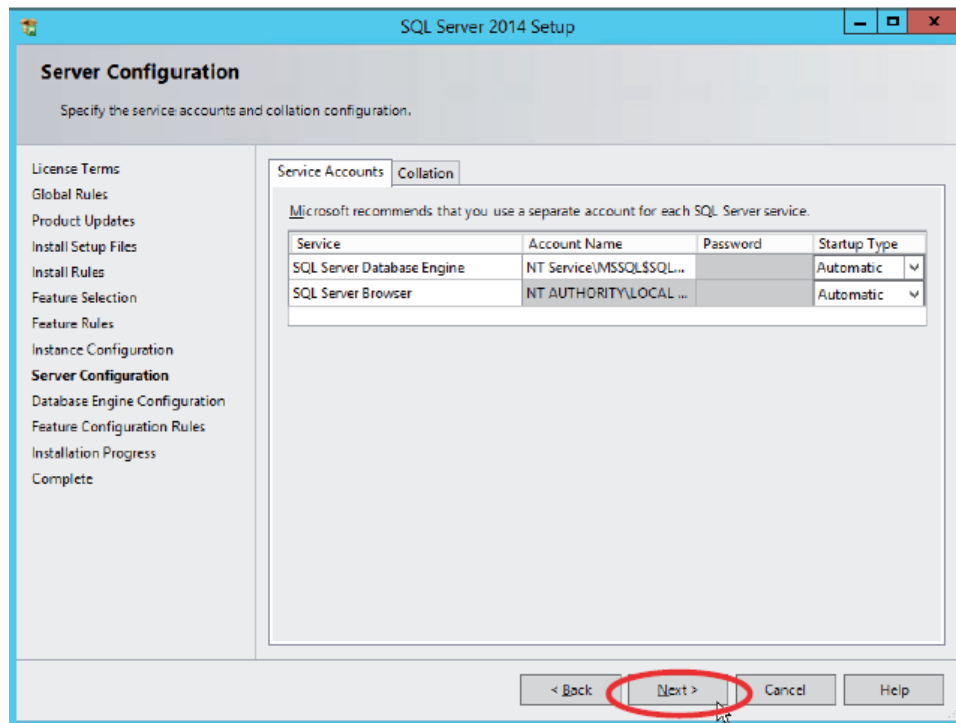 SQL Server 2014 Setup
Server Configuration
Specify the service accounts and collation configuration.
License Terms
Global Rules
Product Updates
Install Setup Files
Install Rules
Feature Selection
Feature Rules
Instance Configuration
Server Configuration
Database Engine Configuration
Feature Configuration Rules
Installation Progress
Complete
Service Accounts Collation
Microsoft recommends that you use a separate account for each SQL Server service.
Service Account Name Password Startup Type
SQL Server Database Engine NT Service\MSSQL$SQL... Automatic
SQL Server Browser NT AUTHORITY\LOCAL ... Automatic
< Back Next > Cancel Help